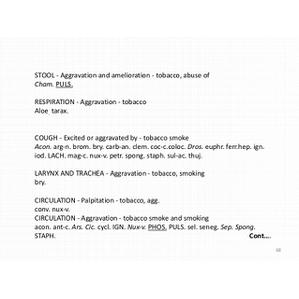 STOOL - Aggravation and amelioration - tobacco, abuse of
Cham. PULS.
RESPIRATION - Aggravation - tobacco
Aloe tarax.
COUGH - Excited or aggravated by - tobacco smoke
Acon. arg-n. brom. bry. carb-an. clem. coc-c.coloc. Dros. euphr. ferr. hep. ign.
iod. LACH. mag-c. nux-v. petr. spong. staph. sul-ac. thuj.
LARYNX AND TRACHEA - Aggravation - tobacco, smoking
bry.
CIRCULATION - Palpitation - tobacco, agg.
conv. nux-v.
CIRCULATION - Aggravation - tobacco smoke and smoking
acon. ant-c. Ars. Cic. cycl. IGN. Nux-v. PHOS. PULS. sel. seneg. Sep. Spong.
STAPH. Cont....